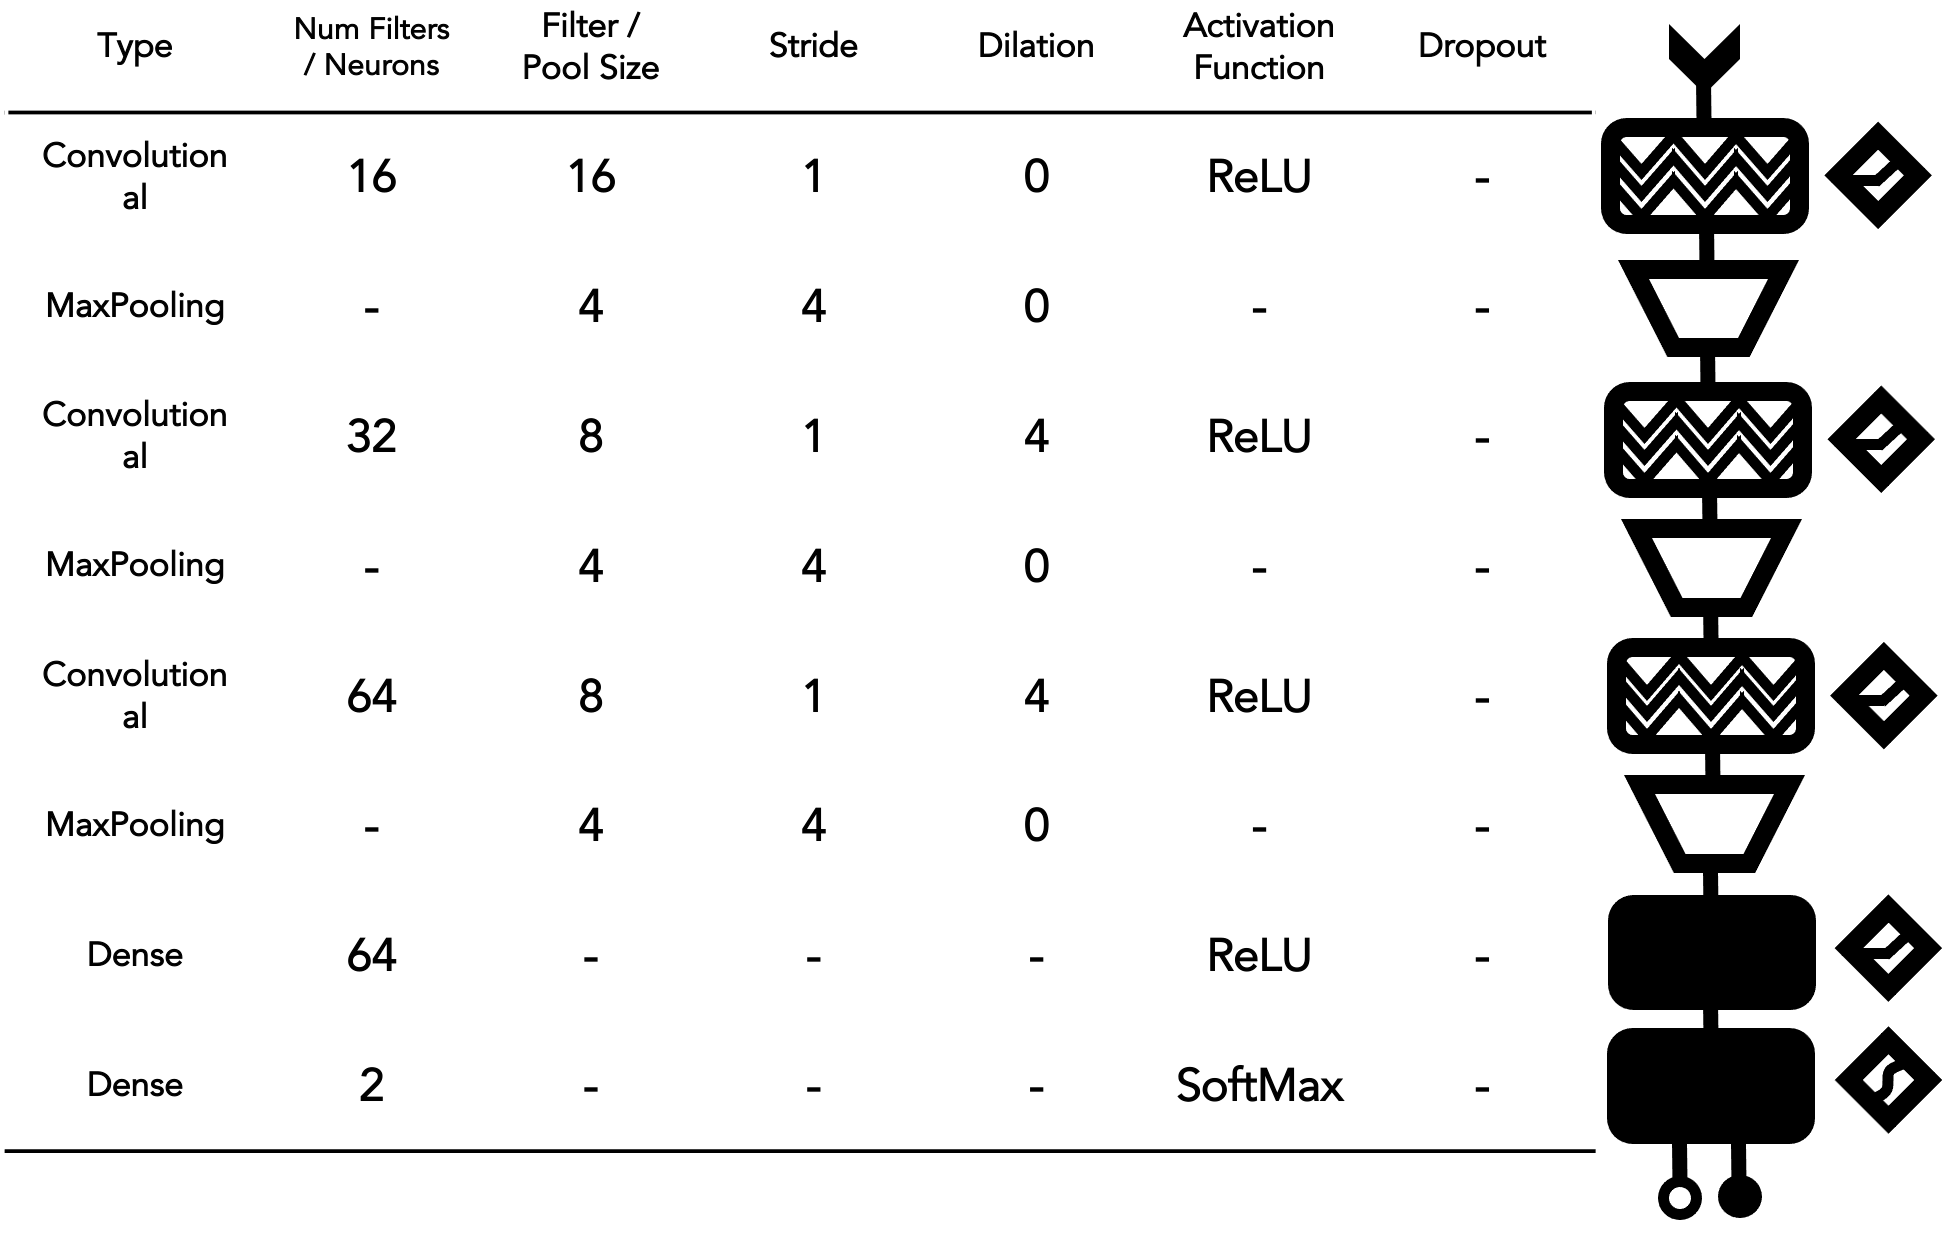 Type Num Filters / Neurons Filter / Pool Size Stride Dilation Activation Function Dropout
Convolutional 16 16 1 0 ReLU -
MaxPooling - 4 4 0 - -
Convolutional 32 8 1 4 ReLU -
MaxPooling - 4 4 0 - -
Convolutional 64 8 1 4 ReLU -
MaxPooling - 4 4 0 - -
Dense 64 - - - ReLU -
Dense 2 - - - SoftMax -